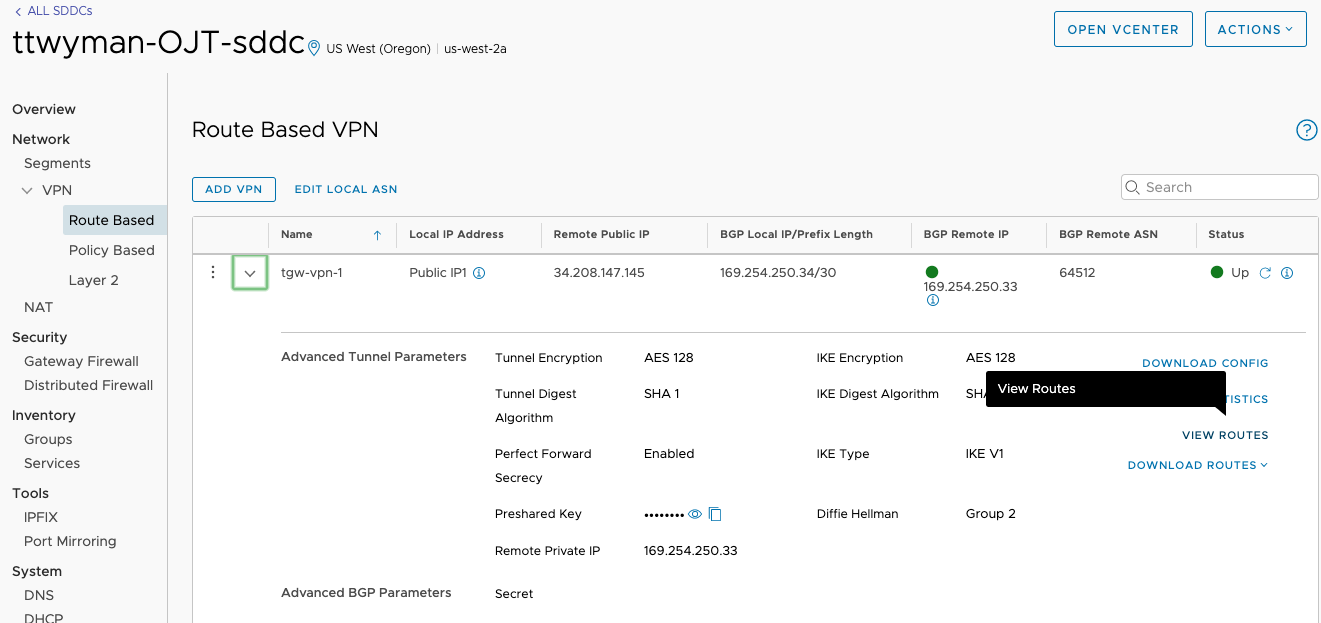 ALL SDDCs
ttwyman-OJT-sddc US West (Oregon) us-west-2a
OPEN VCENTER
ACTIONS
Overview
Network
Segments
VPN
Route Based
Policy Based
Layer 2
NAT
Security
Gateway Firewall
Distributed Firewall
Inventory
Groups
Services
Tools
IPFIX
Port Mirroring
System
DNS
DHCP
Route Based VPN
ADD VPN EDIT LOCAL ASN
Search
Name Local IP Address Remote Public IP BGP Local IP/Prefix Length BGP Remote IP BGP Remote ASN Status
tgw-vpn-1 Public IP1 34.208.147.145 169.254.250.34/30 169.254.250.33 64512 Up
Advanced Tunnel Parameters
Tunnel Encryption AES 128 IKE Encryption AES 128
DOWNLOAD CONFIG
View Routes
Tunnel Digest Algorithm SHA 1 IKE Digest Algorithm
VIEW ROUTES
Perfect Forward Secrecy Enabled IKE Type IKE V1
DOWNLOAD ROUTES
Preshared Key •••••••• Diffie Hellman Group 2
Remote Private IP 169.254.250.33
Advanced BGP Parameters Secret